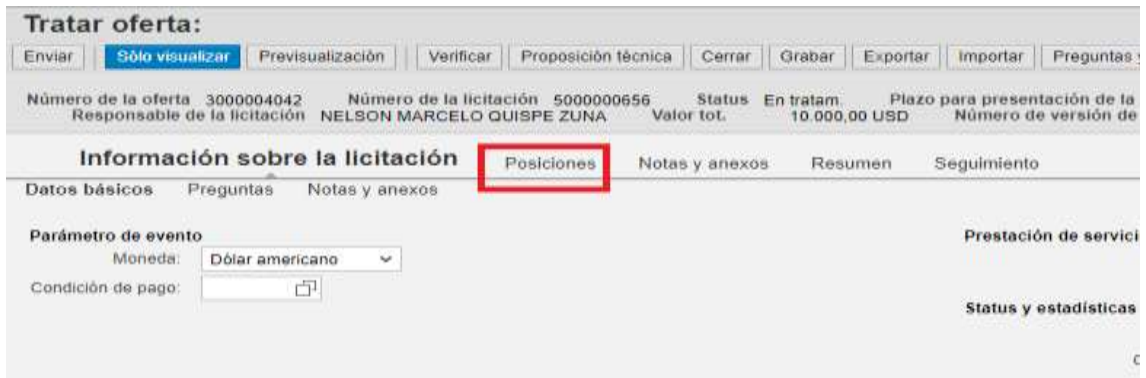 Tratar oferta:
Enviar Sólo visualizar Previsualización Verificar Proposición técnica Cerrar Grabar Exportar Importar Preguntas y
Número de la oferta 3000004042 Número de la licitación 5000000656 Status En tratam. Plazo para presentación de la
Responsable de la licitación NELSON MARCELO QUISPE ZUNA Valor tot. 10.000,00 USD Número de versión de
Información sobre la licitación Posiciones Notas y anexos Resumen Seguimiento
Datos básicos Preguntas Notas y anexos
Parámetro de evento Prestación de servici
Moneda: Dólar americano
Condición de pago:
Status y estadísticas